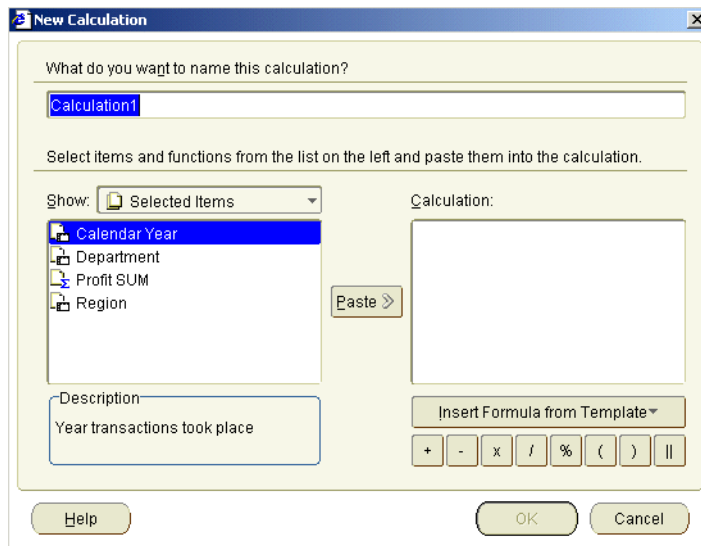 New Calculation
What do you want to name this calculation?
Calculation1
Select items and functions from the list on the left and paste them into the calculation.
Show: Selected Items
Calculation:
Calendar Year
Department
Profit SUM
Region
Paste
Description
Year transactions took place
Insert Formula from Template
+ - x / % ( ) ||
Help
OK
Cancel